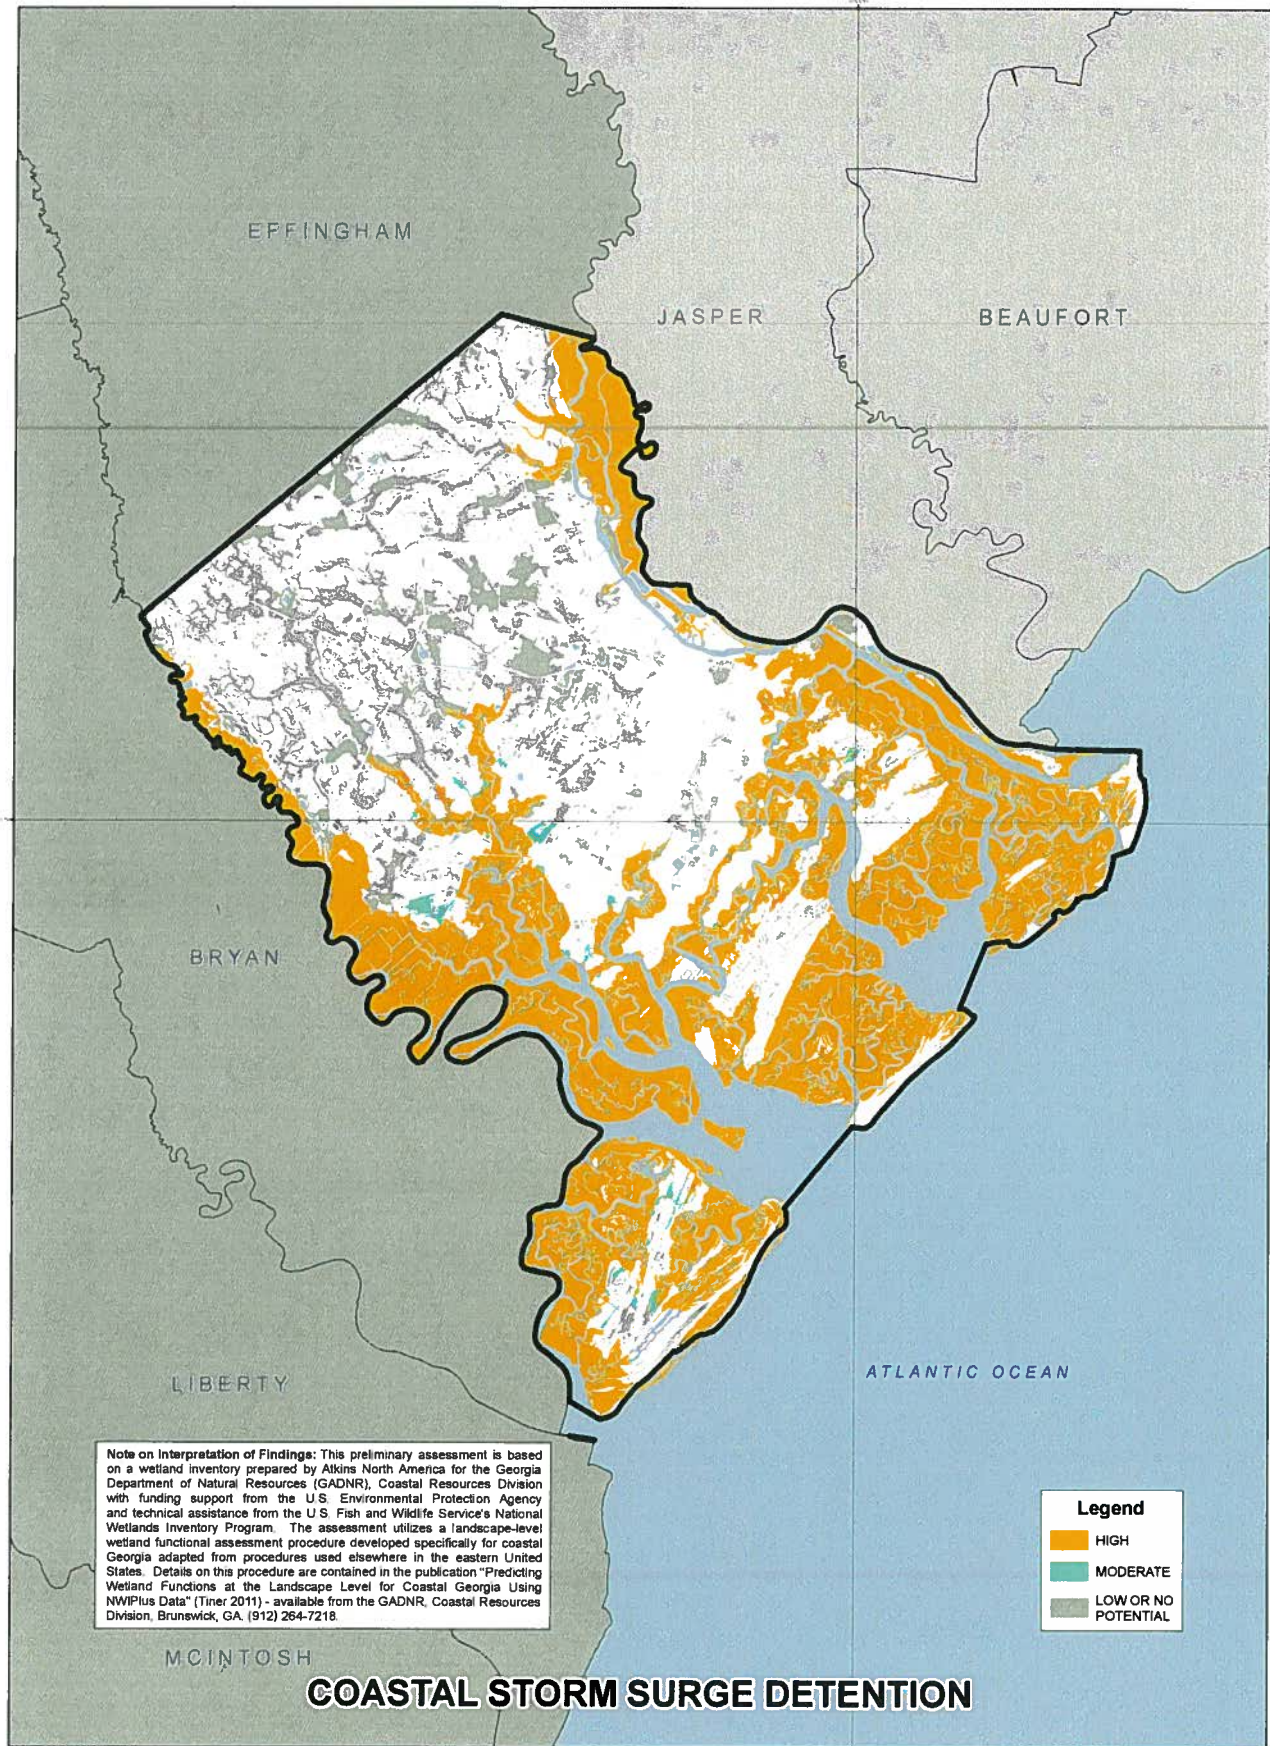 EFFINGHAM
JASPER
BEAUFORT
BRYAN
LIBERTY
ATLANTIC OCEAN
Note on Interpretation of Findings: This preliminary assessment is based
on a wetland inventory prepared by Atkins North America for the Georgia
Department of Natural Resources (GADNR), Coastal Resources Division
with funding support from the U.S. Environmental Protection Agency
and technical assistance from the U.S. Fish and Wildlife Service's National
Wetlands Inventory Program. The assessment utilizes a landscape-level
wetland functional assessment procedure developed specifically for coastal
Georgia adapted from procedures used elsewhere in the eastern United
States. Details on this procedure are contained in the publication "Predicting
Wetland Functions at the Landscape Level for Coastal Georgia Using
NWIPlus Data" (Tiner 2011) - available from the GADNR, Coastal Resources
Division, Brunswick, GA. (912) 264-7218.
Legend
HIGH
MODERATE
LOW OR NO
POTENTIAL
MCINTOSH
COASTAL STORM SURGE DETENTION